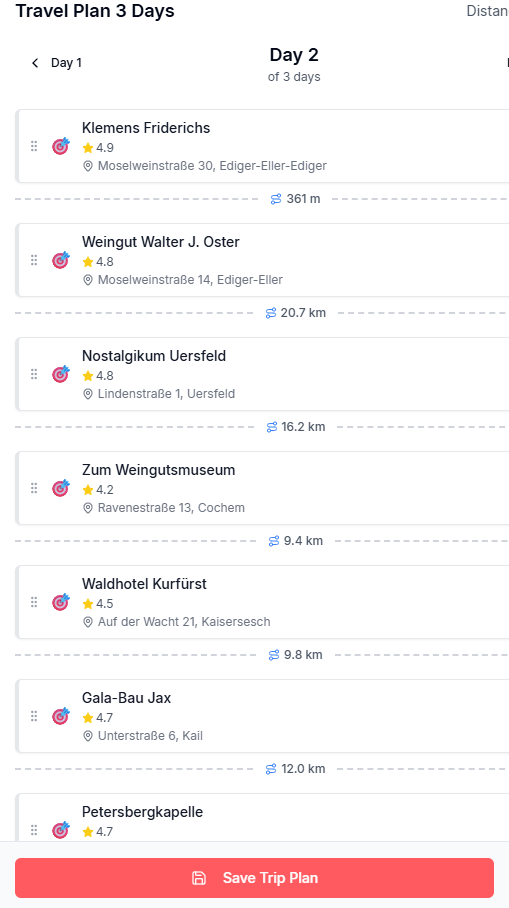 Travel Plan 3 Days
Distan
Day 1
Day 2
of 3 days
Klemens Friderichs
4.9
Moselweinstraße 30, Ediger-Eller-Ediger
361 m
Weingut Walter J. Oster
4.8
Moselweinstraße 14, Ediger-Eller
20.7 km
Nostalgikum Uersfeld
4.8
Lindenstraße 1, Uersfeld
16.2 km
Zum Weingutsmuseum
4.2
Ravenestraße 13, Cochem
9.4 km
Waldhotel Kurfürst
4.5
Auf der Wacht 21, Kaisersesch
9.8 km
Gala-Bau Jax
4.7
Unterstraße 6, Kail
12.0 km
Petersbergkapelle
4.7
Save Trip Plan